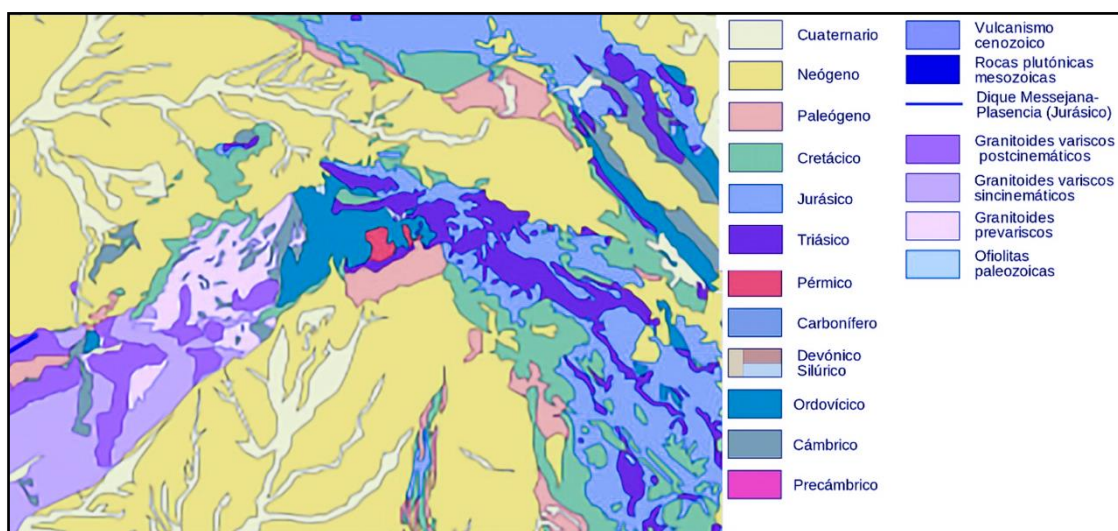 Cuaternario
Neógeno
Paleógeno
Cretácico
Jurásico
Triásico
Pérmico
Carbonífero
Devónico
Silúrico
Ordovícico
Cámbrico
Precámbrico
Vulcanismo
cenozoico
Rocas plutónicas
mesozoicas
Dique Messejana-
Plasencia (Jurásico)
Granitoides variscos
postcinemáticos
Granitoides variscos
sincinemáticos
Granitoides
prevariscos
Ofiolitas
paleozoicas